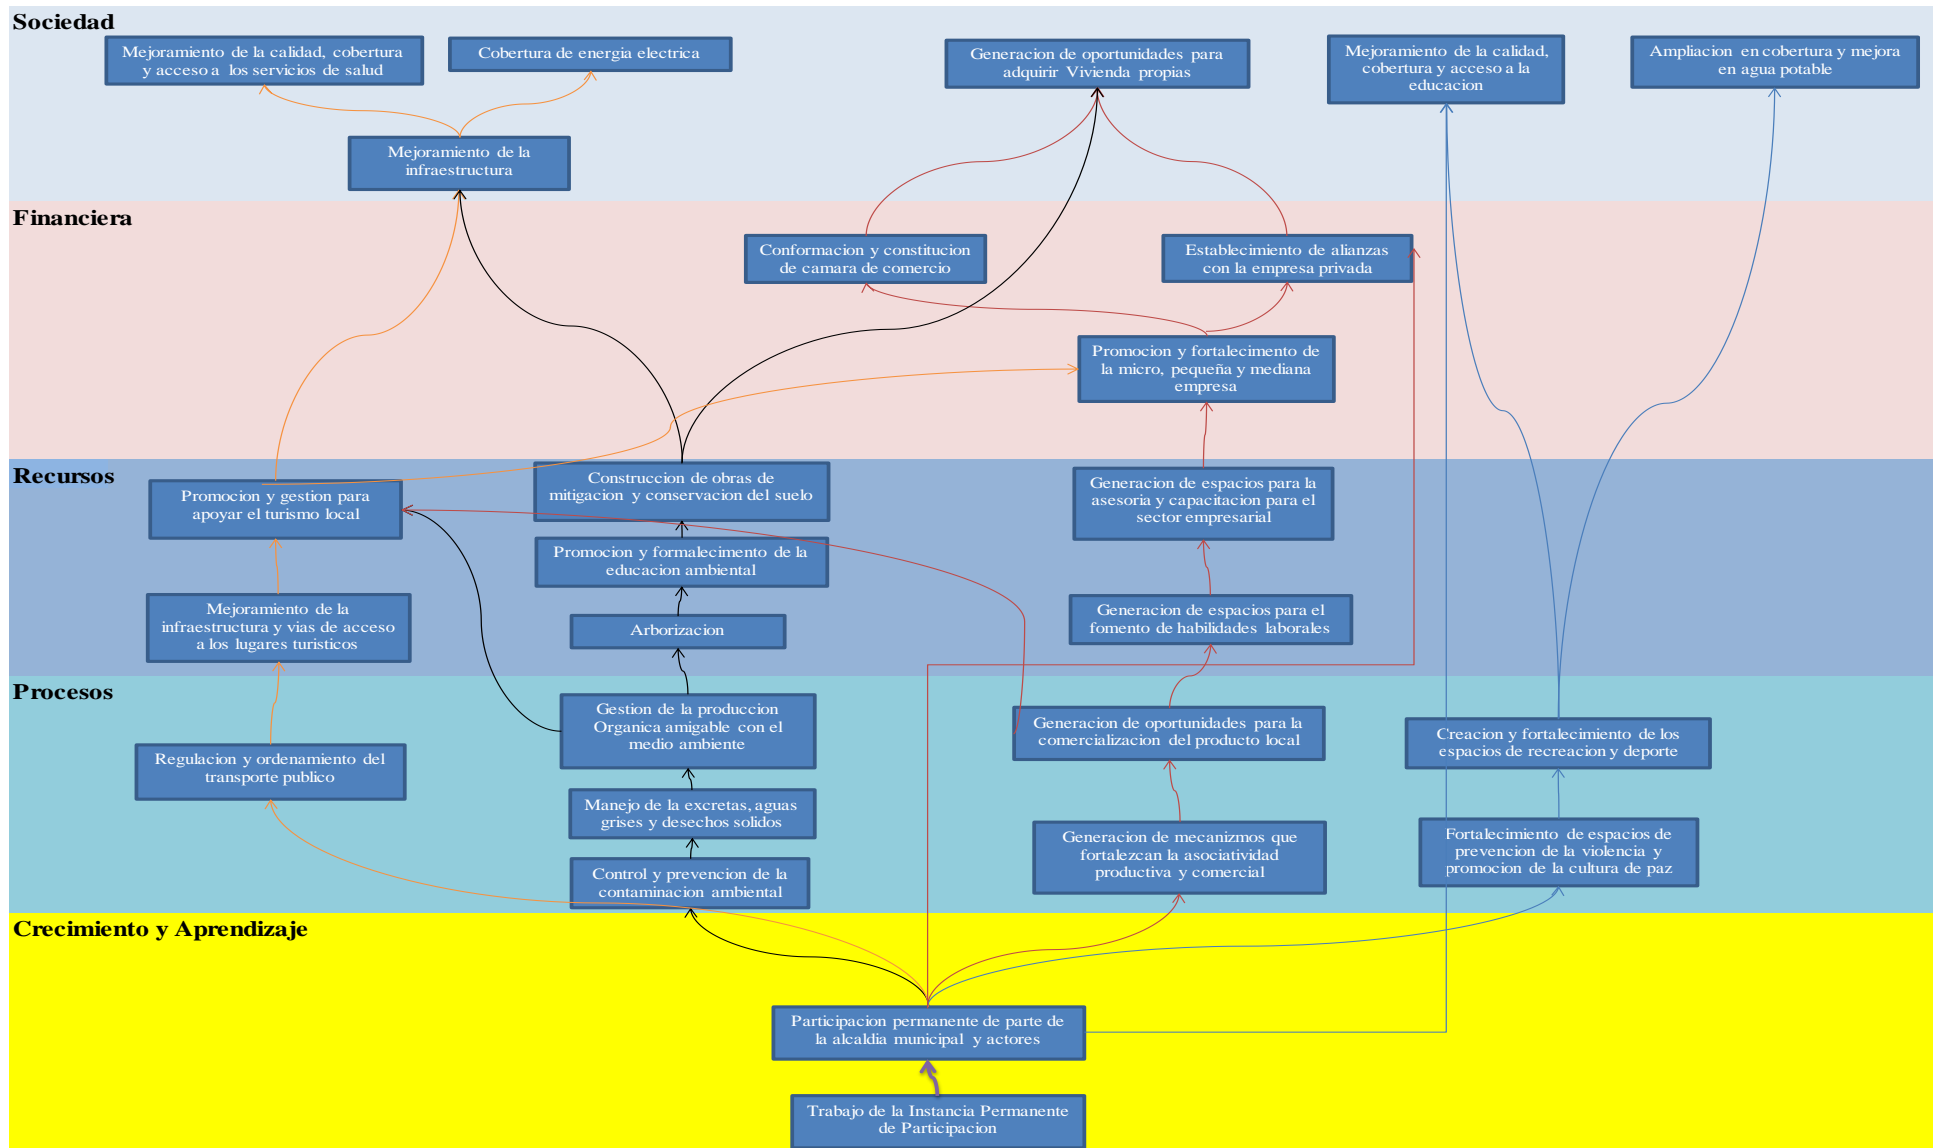 Sociedad
Mejoramiento de la calidad, cobertura
y acceso a los servicios de salud
Cobertura de energia electrica
Generacion de oportunidades para
adquirir Vivienda propias
Mejoramiento de la calidad,
cobertura y acceso a la
educacion
Ampliacion en cobertura y mejora
en agua potable
Mejoramiento de la
infraestructura
Financiera
Conformacion y constitucion
de camara de comercio
Establecimiento de alianzas
con la empresa privada
Promocion y fortalecimento de
la micro, pequeña y mediana
empresa
Recursos
Promocion y gestion para
apoyar el turismo local
Construccion de obras de
mitigacion y conservacion del suelo
Generacion de espacios para la
asesoria y capacitacion para el
sector empresarial
Promocion y formalecimento de la
educacion ambiental
Mejoramiento de la
infraestructura y vias de acceso
a los lugares turisticos
Arborizacion
Generacion de espacios para el
fomento de habilidades laborales
Procesos
Gestion de la produccion
Organica amigable con el
medio ambiente
Generacion de oportunidades para la
comercializacion del producto local
Creacion y fortalecimiento de los
espacios de recreacion y deporte
Regulacion y ordenamiento del
transporte publico
Manejo de la excretas, aguas
grises y desechos solidos
Generacion de mecanizmos que
fortalezcan la asociatividad
productiva y comercial
Fortalecimiento de espacios de
prevencion de la violencia y
promocion de la cultura de paz
Control y prevencion de la
contaminacion ambiental
Crecimiento y Aprendizaje
Participacion permanente de parte de
la alcaldia municipal y actores
Trabajo de la Instancia Permanente
de Participacion